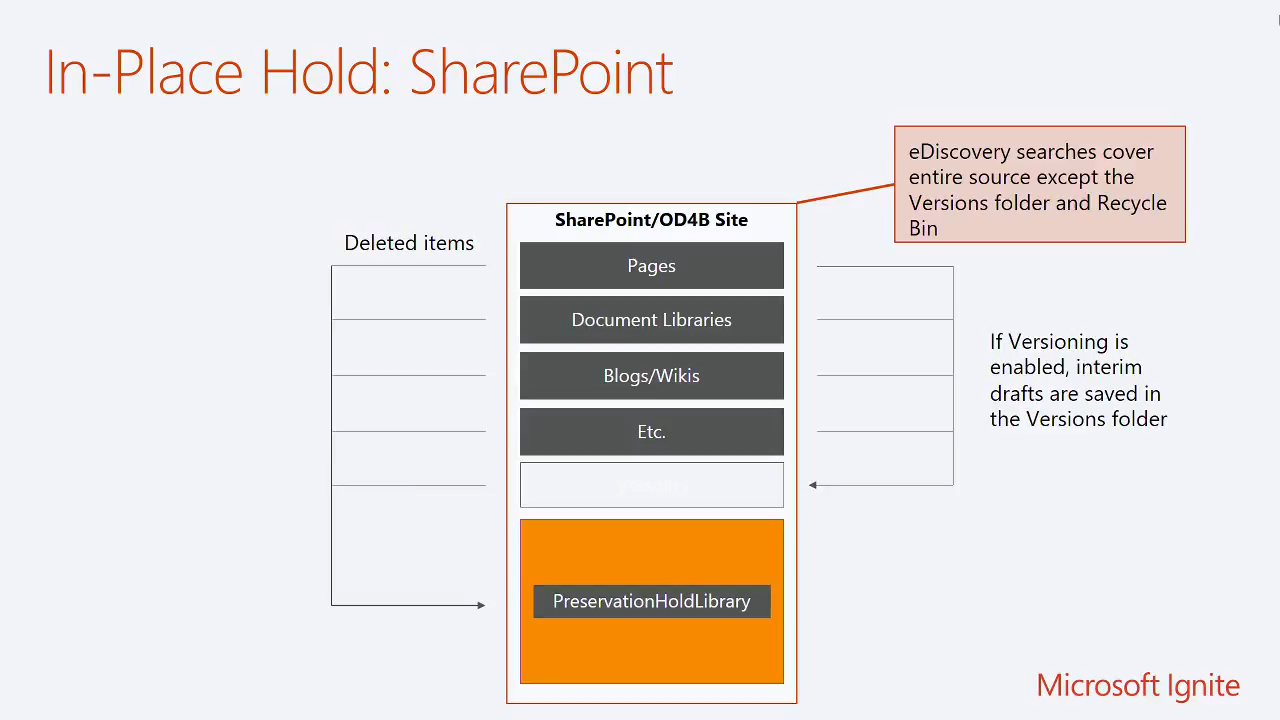 In-Place Hold: SharePoint
eDiscovery searches cover
entire source except the
Versions folder and Recycle
Bin
SharePoint/OD4B Site
Deleted items
Pages
Document Libraries
Blogs/Wikis
Etc.
If Versioning is
enabled, interim
drafts are saved in
the Versions folder
PreservationHoldLibrary
Microsoft Ignite